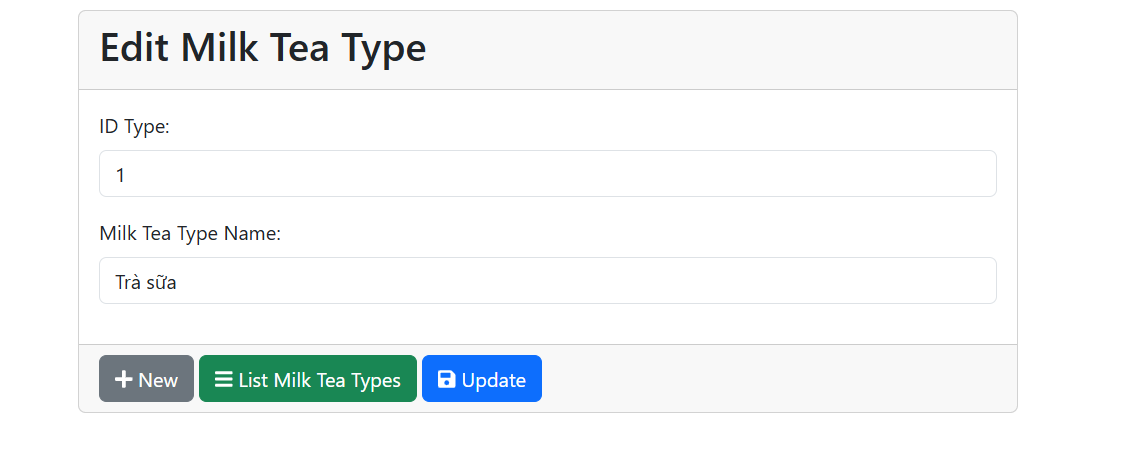 Edit Milk Tea Type
ID Type:
1
Milk Tea Type Name:
Trà sữa
New List Milk Tea Types Update